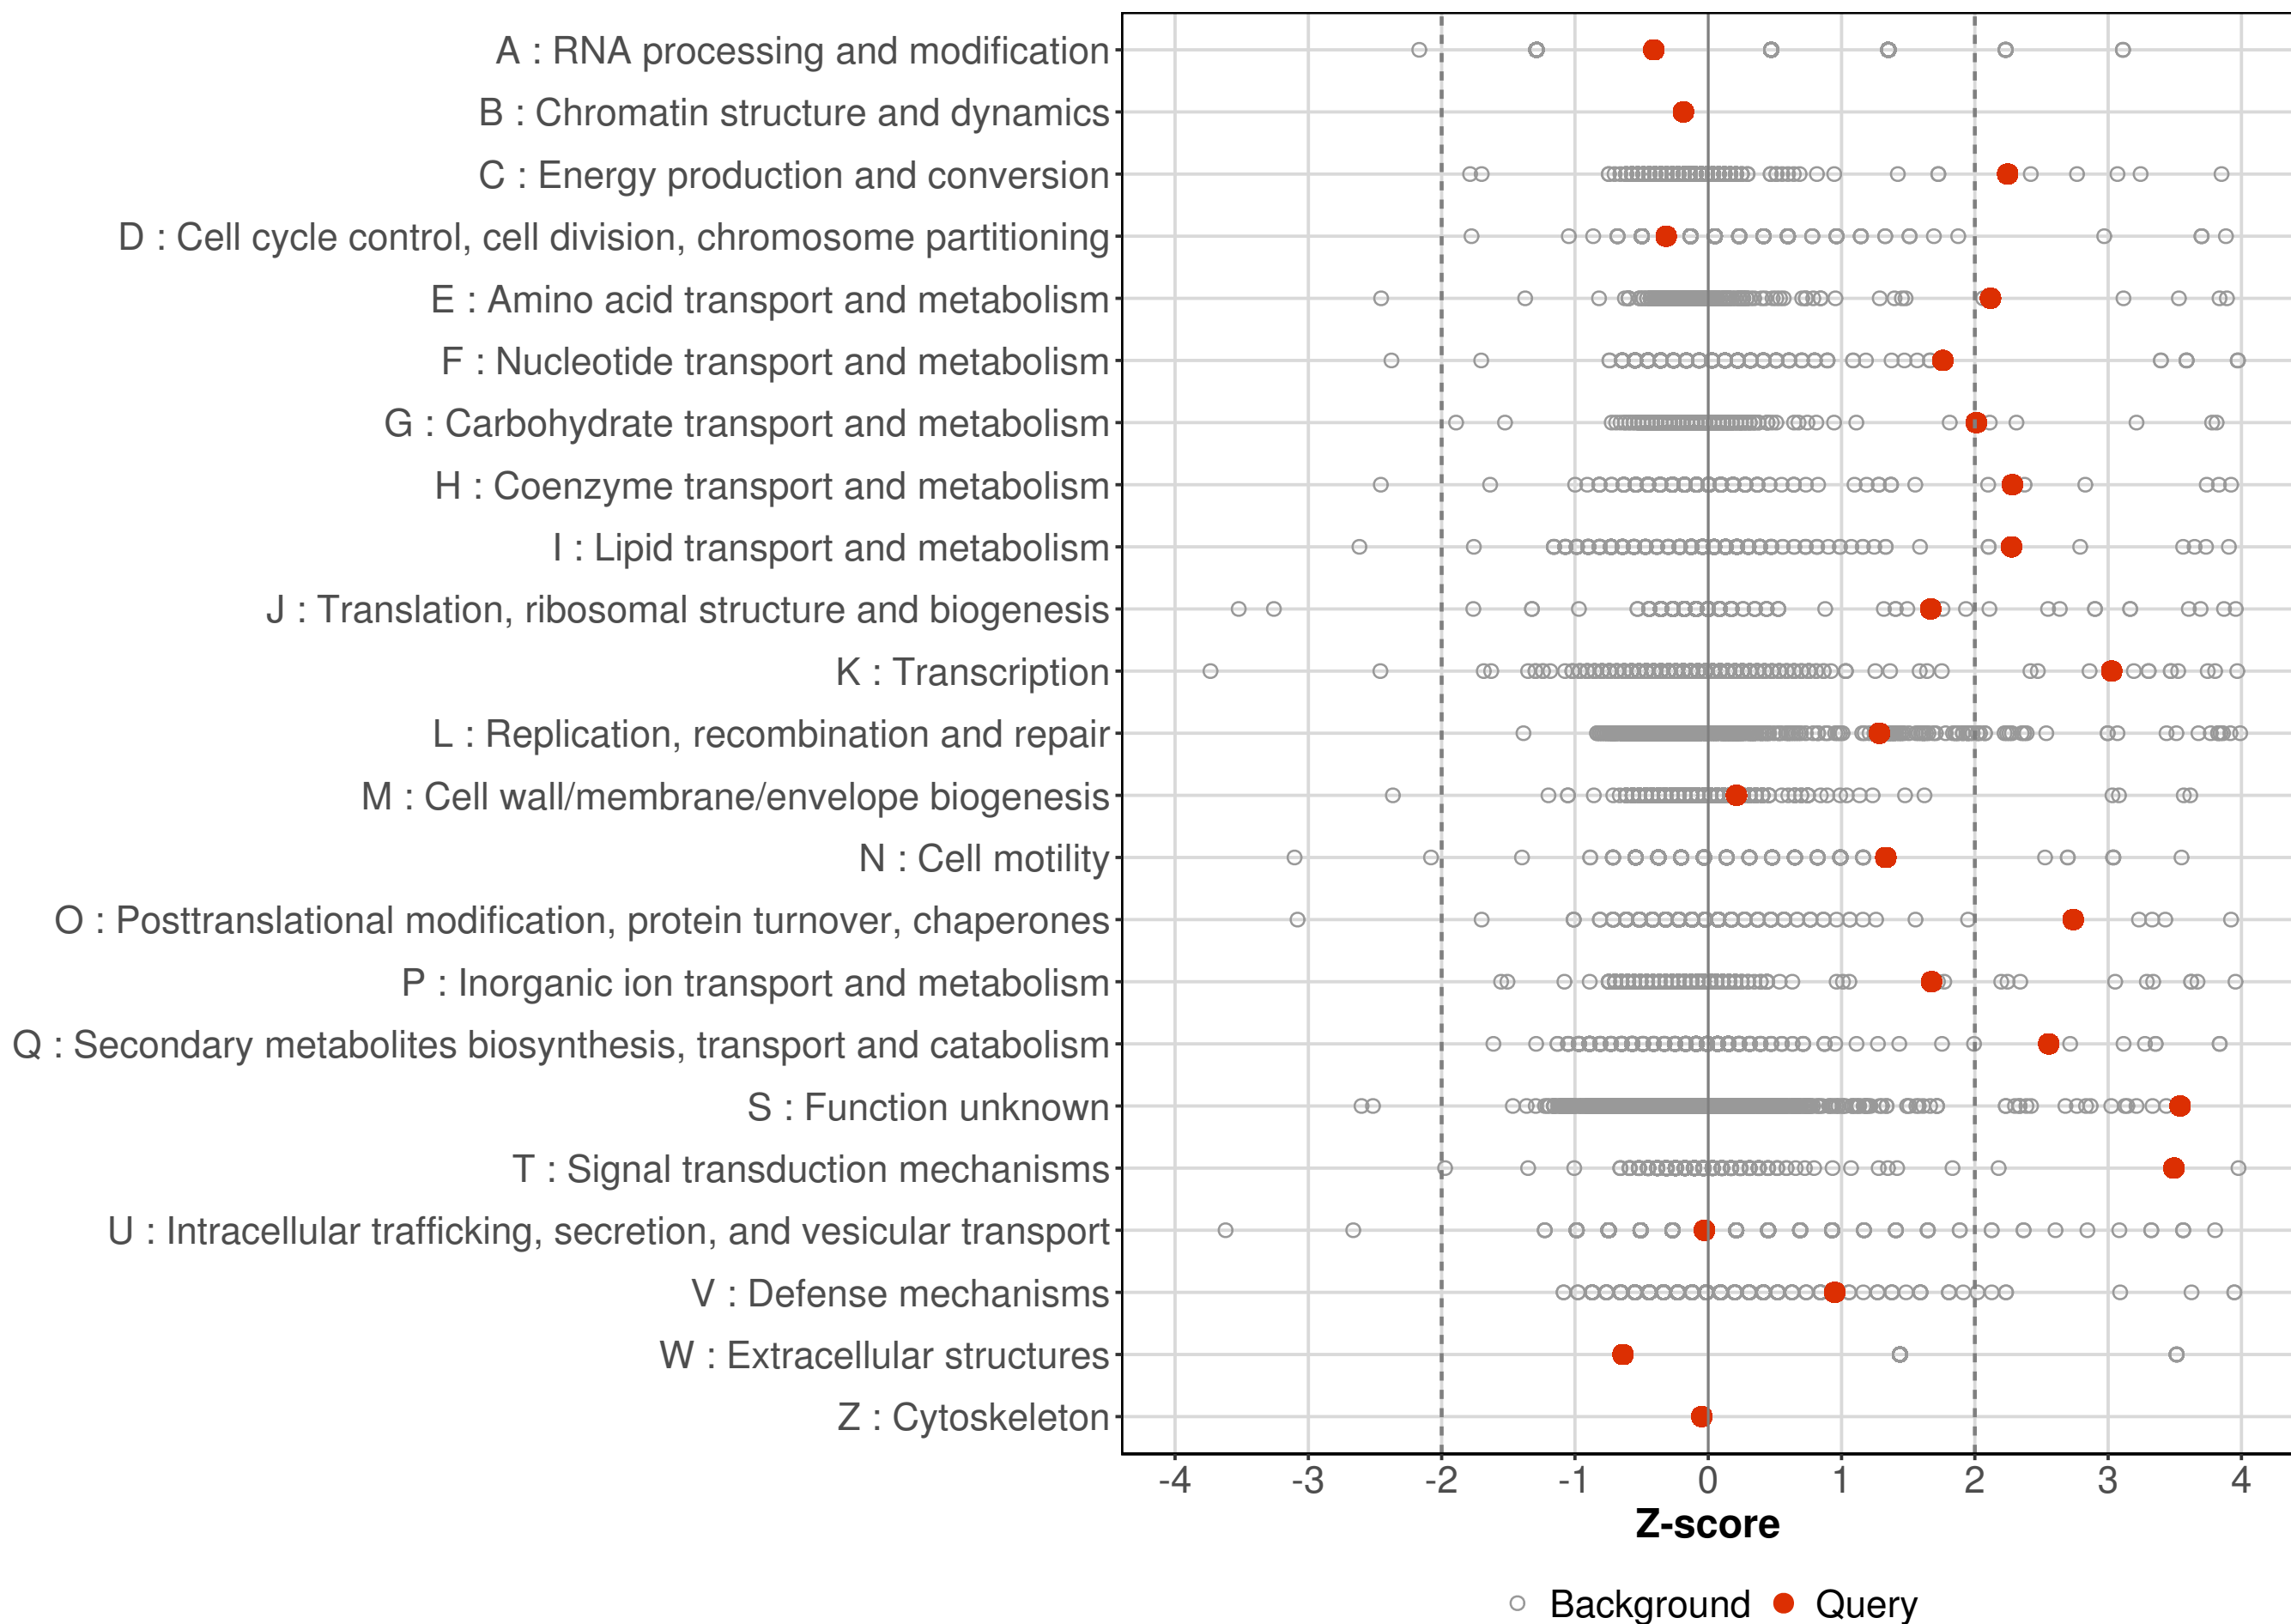 A : RNA processing and modification
B : Chromatin structure and dynamics
C : Energy production and conversion
D : Cell cycle control, cell division, chromosome partitioning
E : Amino acid transport and metabolism
F : Nucleotide transport and metabolism
G : Carbohydrate transport and metabolism
H : Coenzyme transport and metabolism
I : Lipid transport and metabolism
J : Translation, ribosomal structure and biogenesis
K : Transcription
L : Replication, recombination and repair
M : Cell wall/membrane/envelope biogenesis
N : Cell motility
O : Posttranslational modification, protein turnover, chaperones
P : Inorganic ion transport and metabolism
Q : Secondary metabolites biosynthesis, transport and catabolism
S : Function unknown
T : Signal transduction mechanisms
U : Intracellular trafficking, secretion, and vesicular transport
V : Defense mechanisms
W : Extracellular structures
Z : Cytoskeleton
-4 -3 -2 -1 0 1 2 3 4
Z-score
Background Query